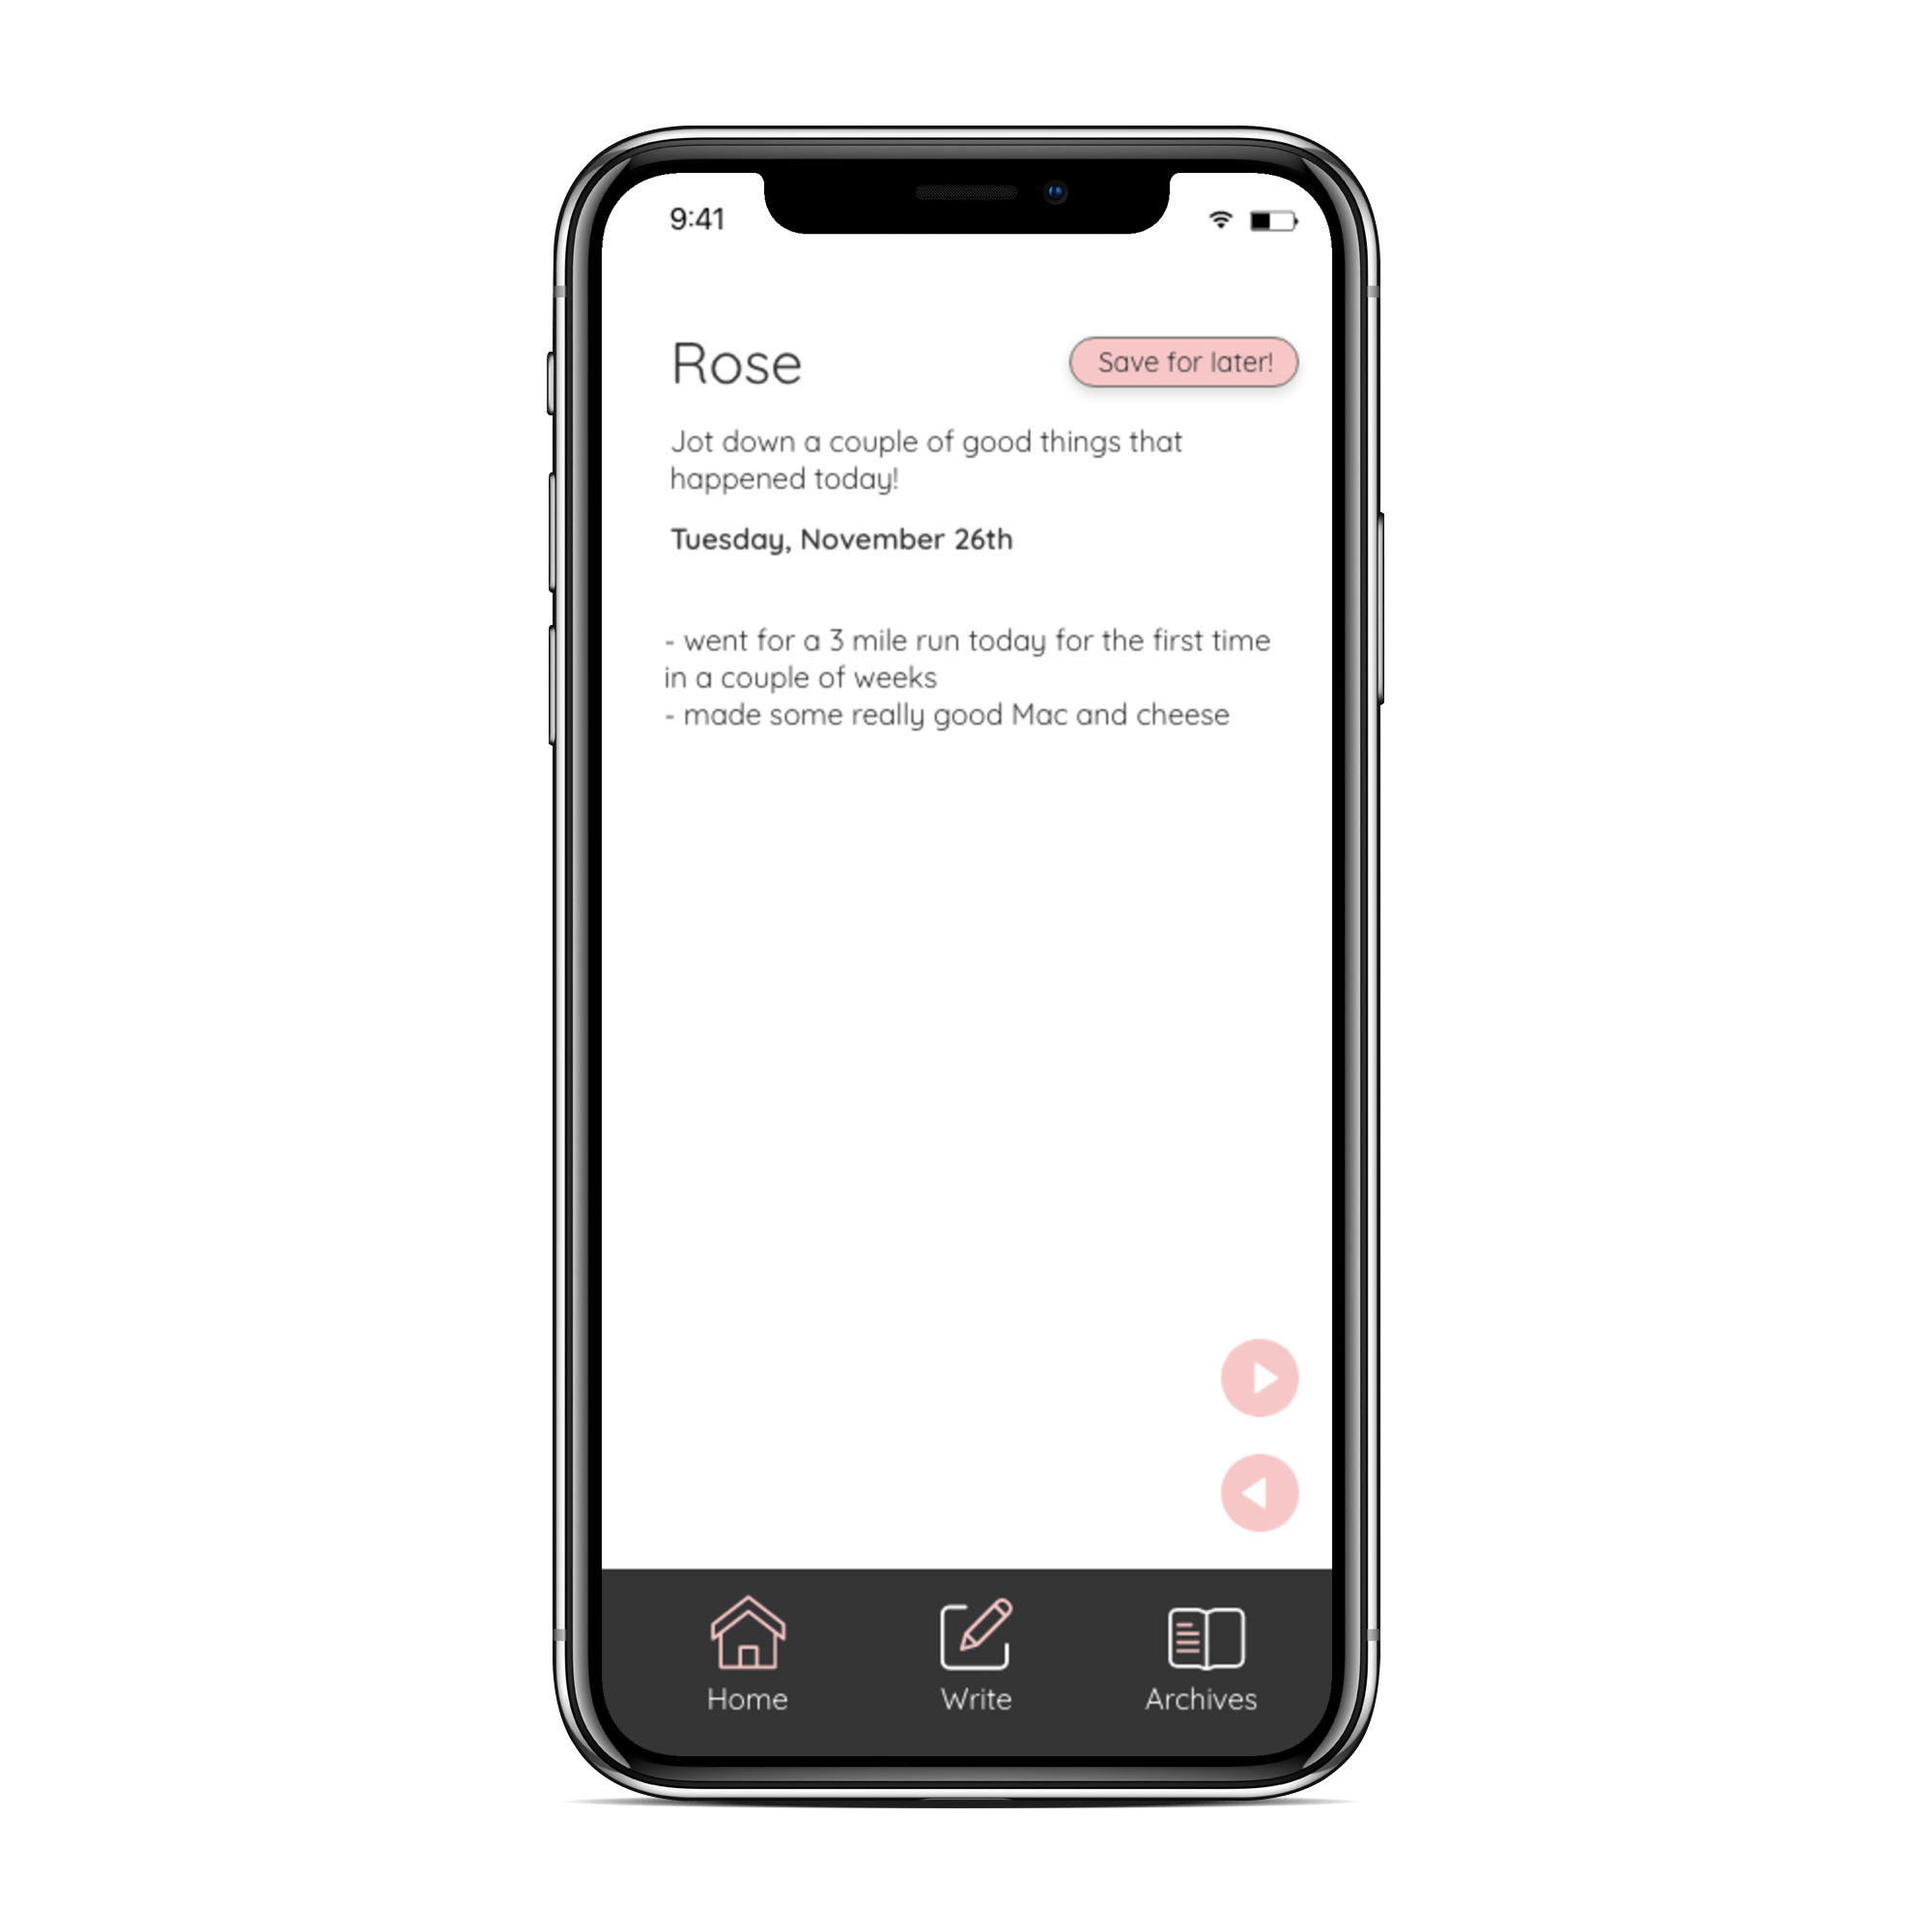 9:41
Rose
Save for later!
Jot down a couple of good things that
happened today!
Tuesday, November 26th
- went for a 3 mile run today for the first time
in a couple of weeks
- made some really good Mac and cheese
Home
Write
Archives